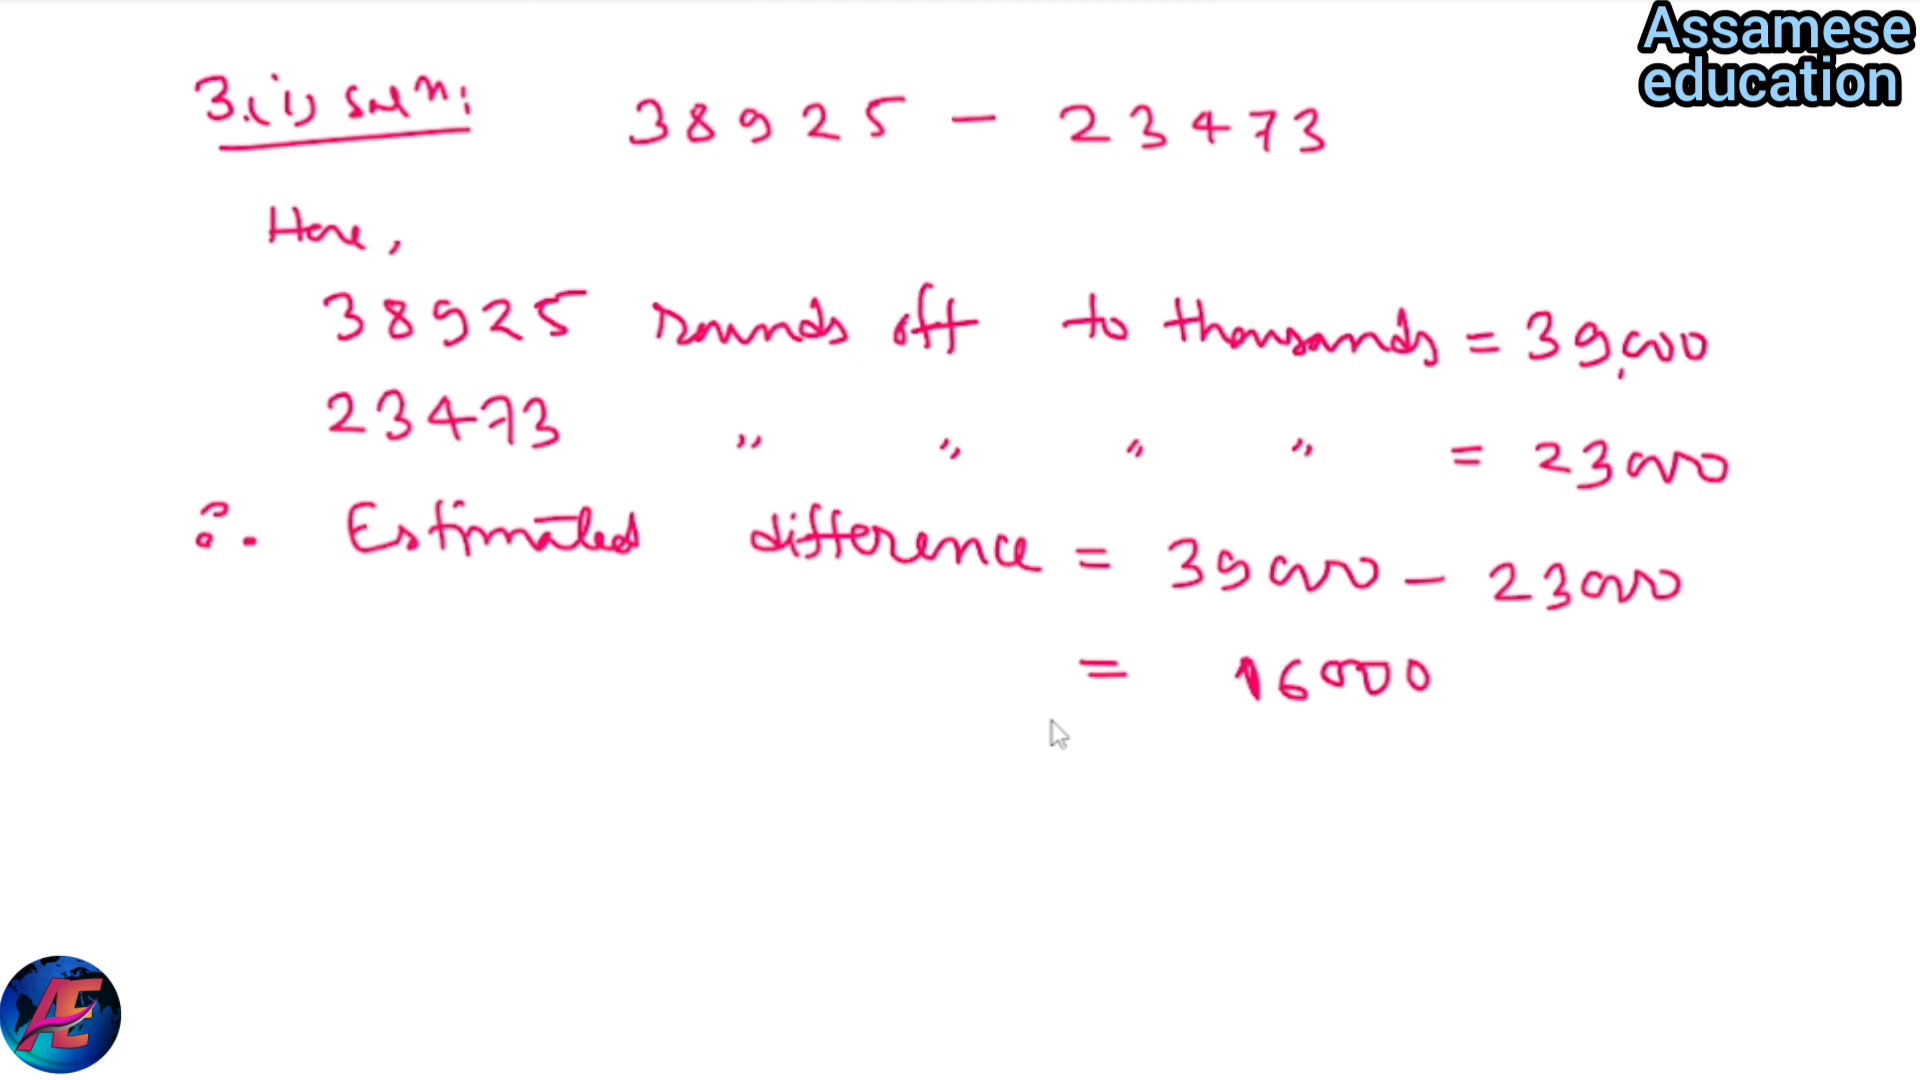 Assamese
education
3.(i) Solⁿ: 38925 - 23473
Here,
38925 rounds off to thousands = 39,000
23473 " " " " = 23000
∴ Estimated difference = 39000 - 23000
= 16000
AE